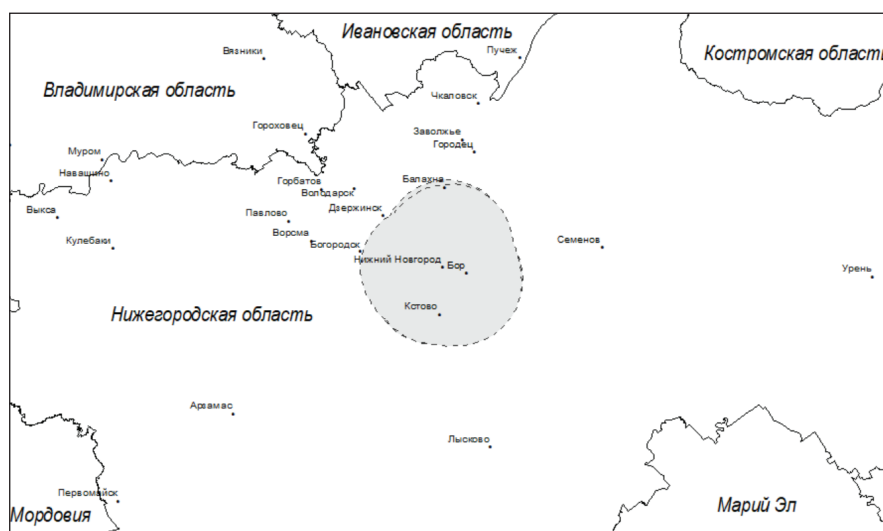 Ивановская область
Пучеж
Вязники
Костромская область
Владимирская область
Чкаловск
Гороховец
Заволжье
Городец
Муром
Навашино
Горбатов
Володарск
Балахна
Выкса
Павлово
Дзержинск
Кулебаки
Ворсма
Богородск
Семенов
Нижний Новгород
Бор
Урень
Нижегородская область
Кстово
Арзамас
Лысково
Первомайск
Мордовия
Марий Эл